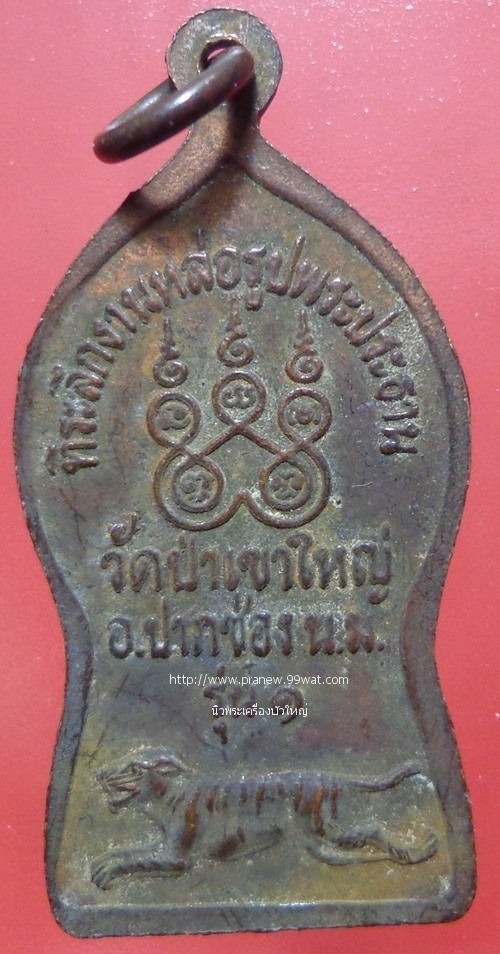 ที่ระลึกงานหล่อรูปพระประธาน
วัดป่าเขาใหญ่
อ.ปากช่อง น.ม.
http://www.pranew.99wat.com
รุ่น ๑
นิวพระเครื่องบัวใหญ่